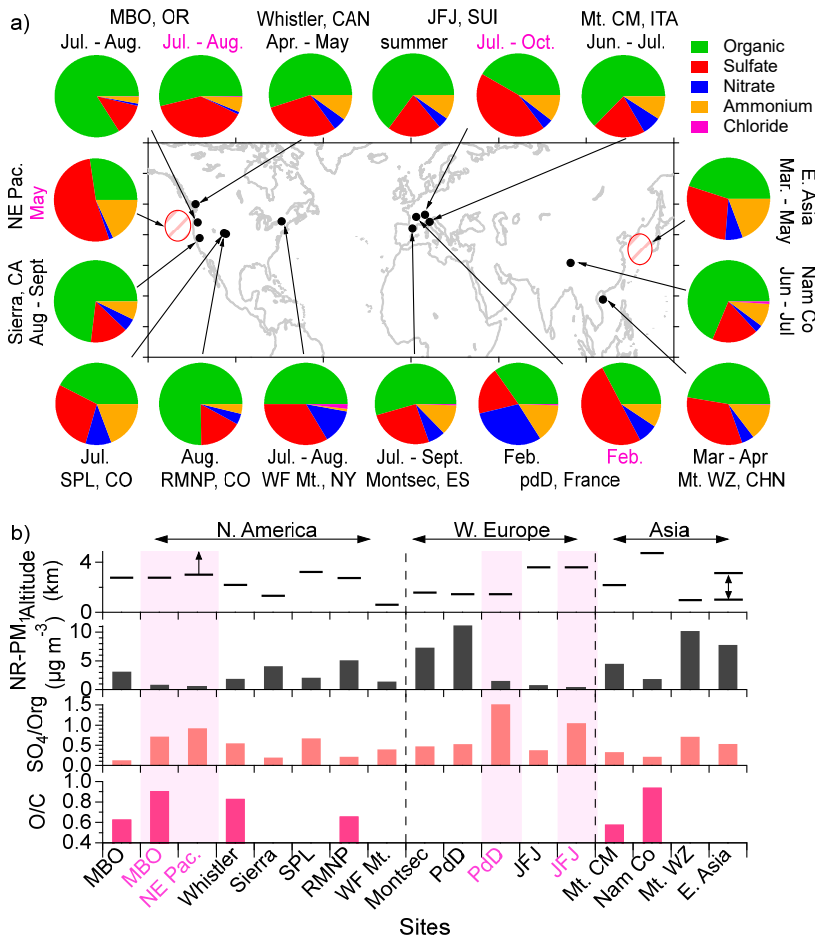 a)
MBO, OR
Whistler, CAN
JFJ, SUI
Mt. CM, ITA
Jul. - Aug.
Jul. - Aug.
Apr. - May
summer
Jul. - Oct.
Jun. - Jul.
Organic
Sulfate
Nitrate
Ammonium
Chloride
NE Pac.
May
E. Asia
Mar. - May
Sierra, CA
Aug - Sept
Nam Co
Jun - Jul
Jul.
Aug.
Jul. - Aug.
Jul. - Sept.
Feb.
Feb.
Mar - Apr
SPL, CO
RMNP, CO
WF Mt., NY
Montsec, ES
pdD, France
Mt. WZ, CHN
b)
N. America
W. Europe
Asia
Altitude
(km)
4
0
NR-PM1
(µg m-3)
10
5
0
SO4/Org
1.5
1.0
0.5
0.0
O/C
1.0
0.8
0.6
0.4
MBO
MBO
NE Pac.
Whistler
Sierra
SPL
RMNP
WF Mt.
Montsec
PdD
PdD
JFJ
JFJ
Mt. CM
Nam Co
Mt. WZ
E. Asia
Sites